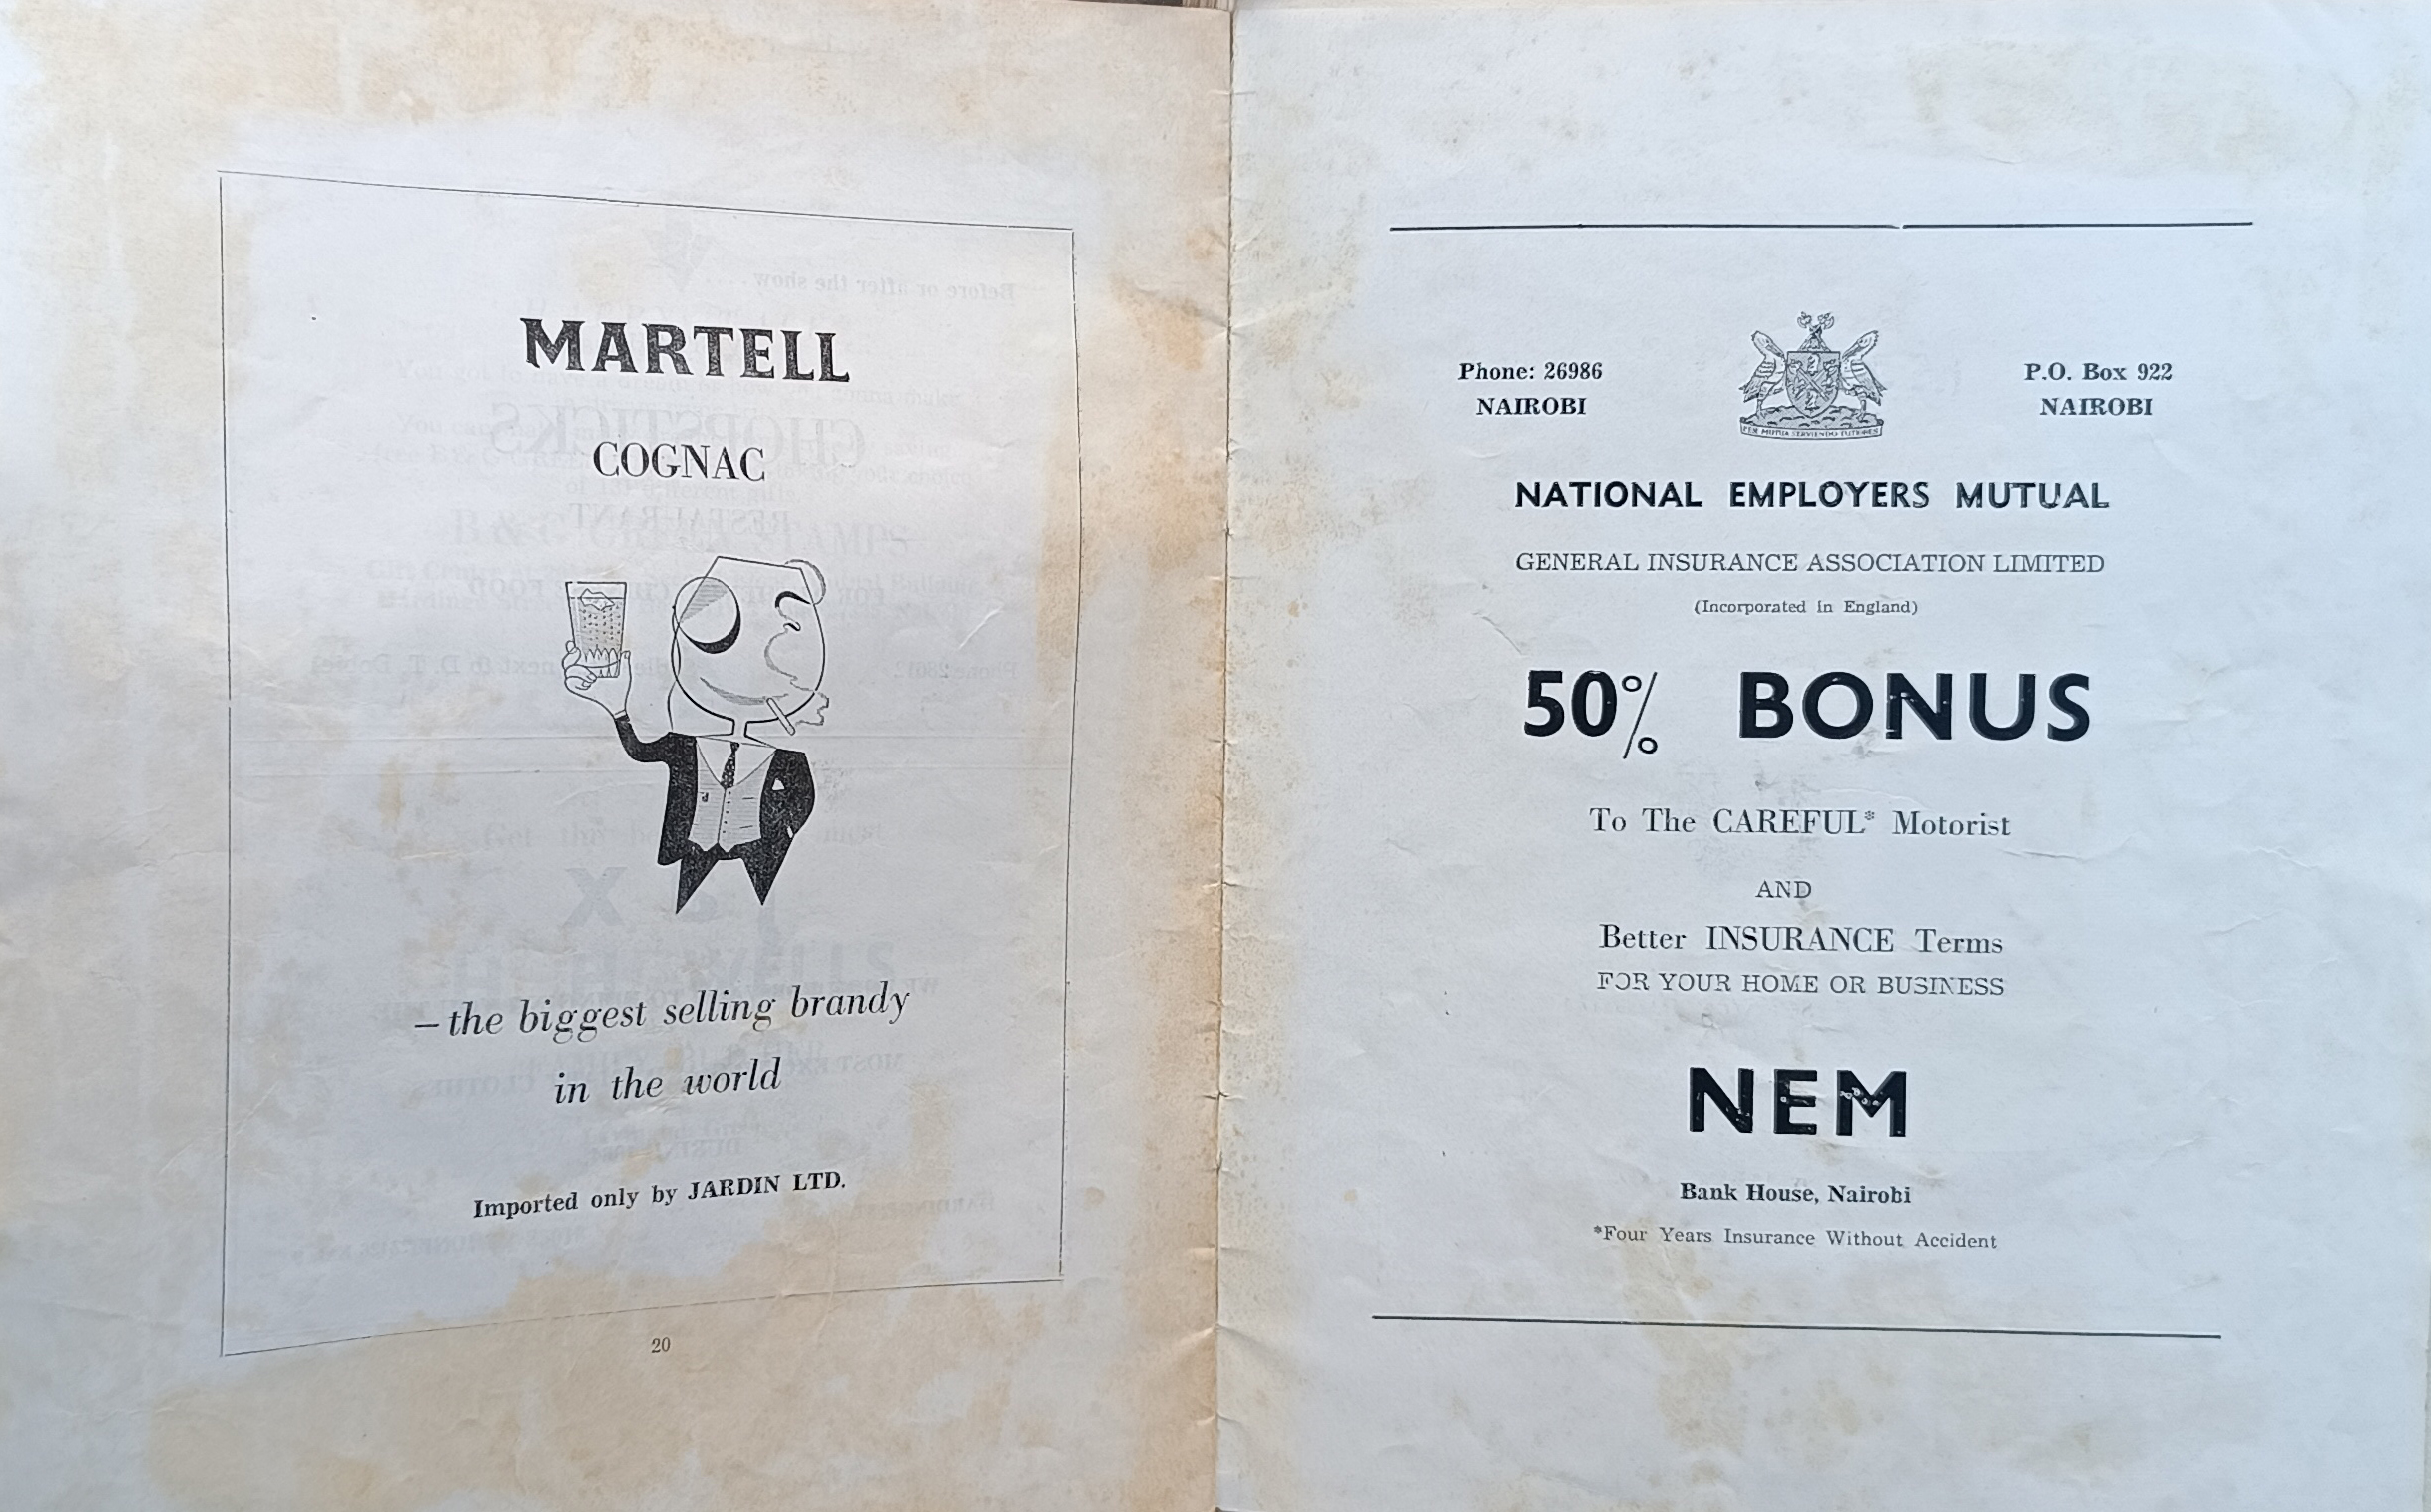 MARTELL
COGNAC
– the biggest selling brandy
in the world
Imported only by JARDIN LTD.
20
Phone: 26986
NAIROBI
P.O. Box 922
NAIROBI
NATIONAL EMPLOYERS MUTUAL
GENERAL INSURANCE ASSOCIATION LIMITED
(Incorporated in England)
50% BONUS
To The CAREFUL* Motorist
AND
Better INSURANCE Terms
FOR YOUR HOME OR BUSINESS
NEM
Bank House, Nairobi
*Four Years Insurance Without Accident